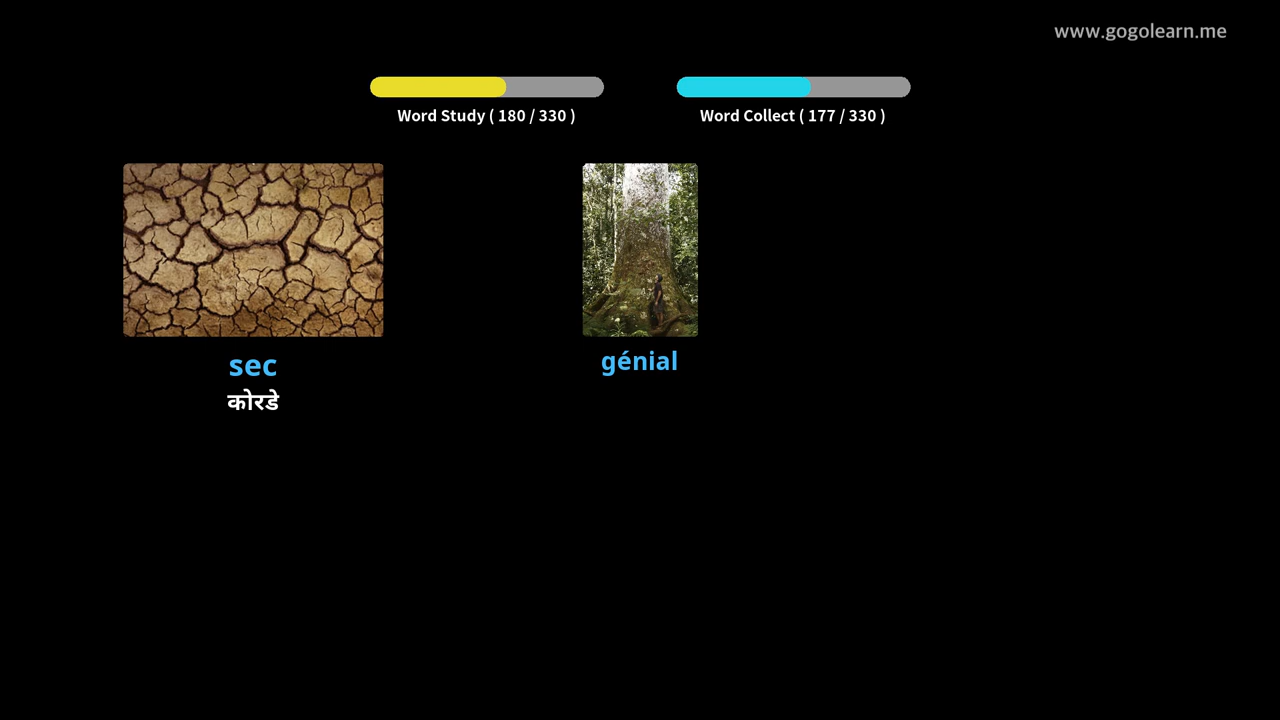 www.gogolearn.me
Word Study ( 180 / 330 )
Word Collect ( 177 / 330 )
sec
कोरडे
génial